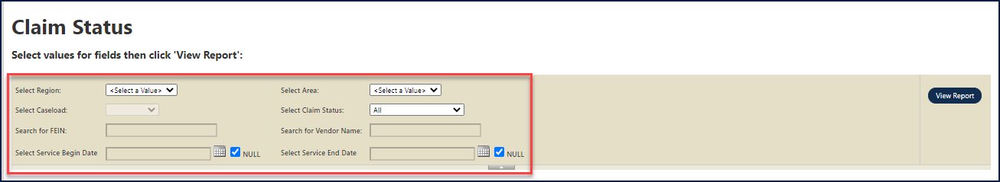 Claim Status
Select values for fields then click 'View Report':
Select Region: <Select a Value> Select Area: <Select a Value> View Report
Select Caseload: Select Claim Status: All
Search for FEIN: Search for Vendor Name:
Select Service Begin Date NULL Select Service End Date NULL